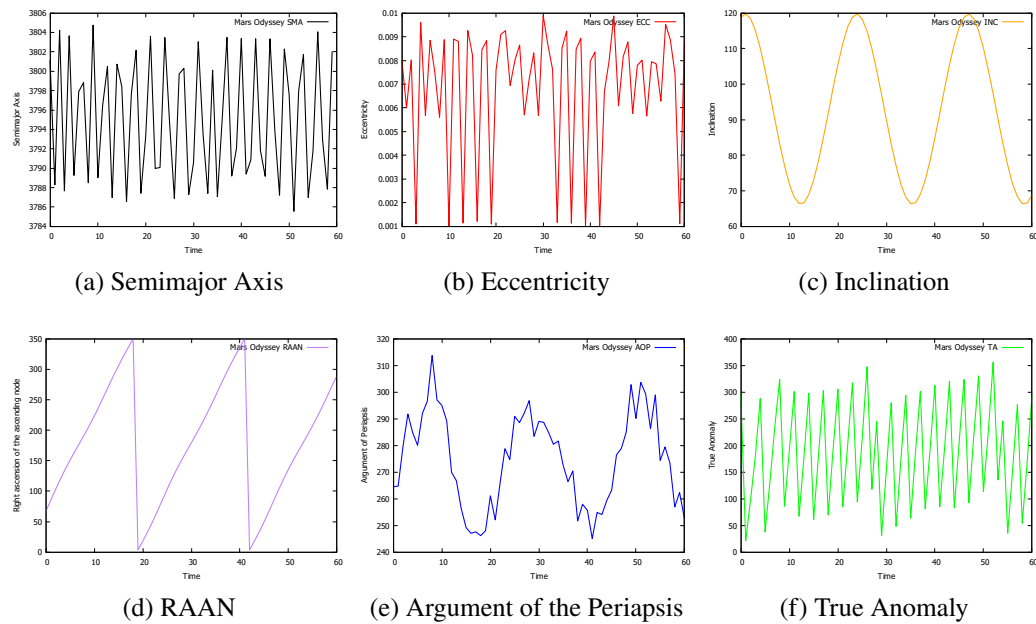 Mars Odyssey SMA
3806
3804
3802
3800
3798
3796
3794
3792
3790
3788
3786
3784
Semimajor Axis
0 10 20 30 40 50 60
Time
(a) Semimajor Axis
Mars Odyssey ECC
0.01
0.009
0.008
0.007
0.006
0.005
0.004
0.003
0.002
0.001
Eccentricity
0 10 20 30 40 50 60
Time
(b) Eccentricity
Mars Odyssey INC
120
110
100
90
80
70
60
Inclination
0 10 20 30 40 50 60
Time
(c) Inclination
Mars Odyssey RAAN
350
300
250
200
150
100
50
0
Right ascension of the ascending node
0 10 20 30 40 50 60
Time
(d) RAAN
Mars Odyssey AOP
320
310
300
290
280
270
260
250
240
Argument of Periapsis
0 10 20 30 40 50 60
Time
(e) Argument of the Periapsis
Mars Odyssey TA
400
350
300
250
200
150
100
50
0
True Anomaly
0 10 20 30 40 50 60
Time
(f) True Anomaly